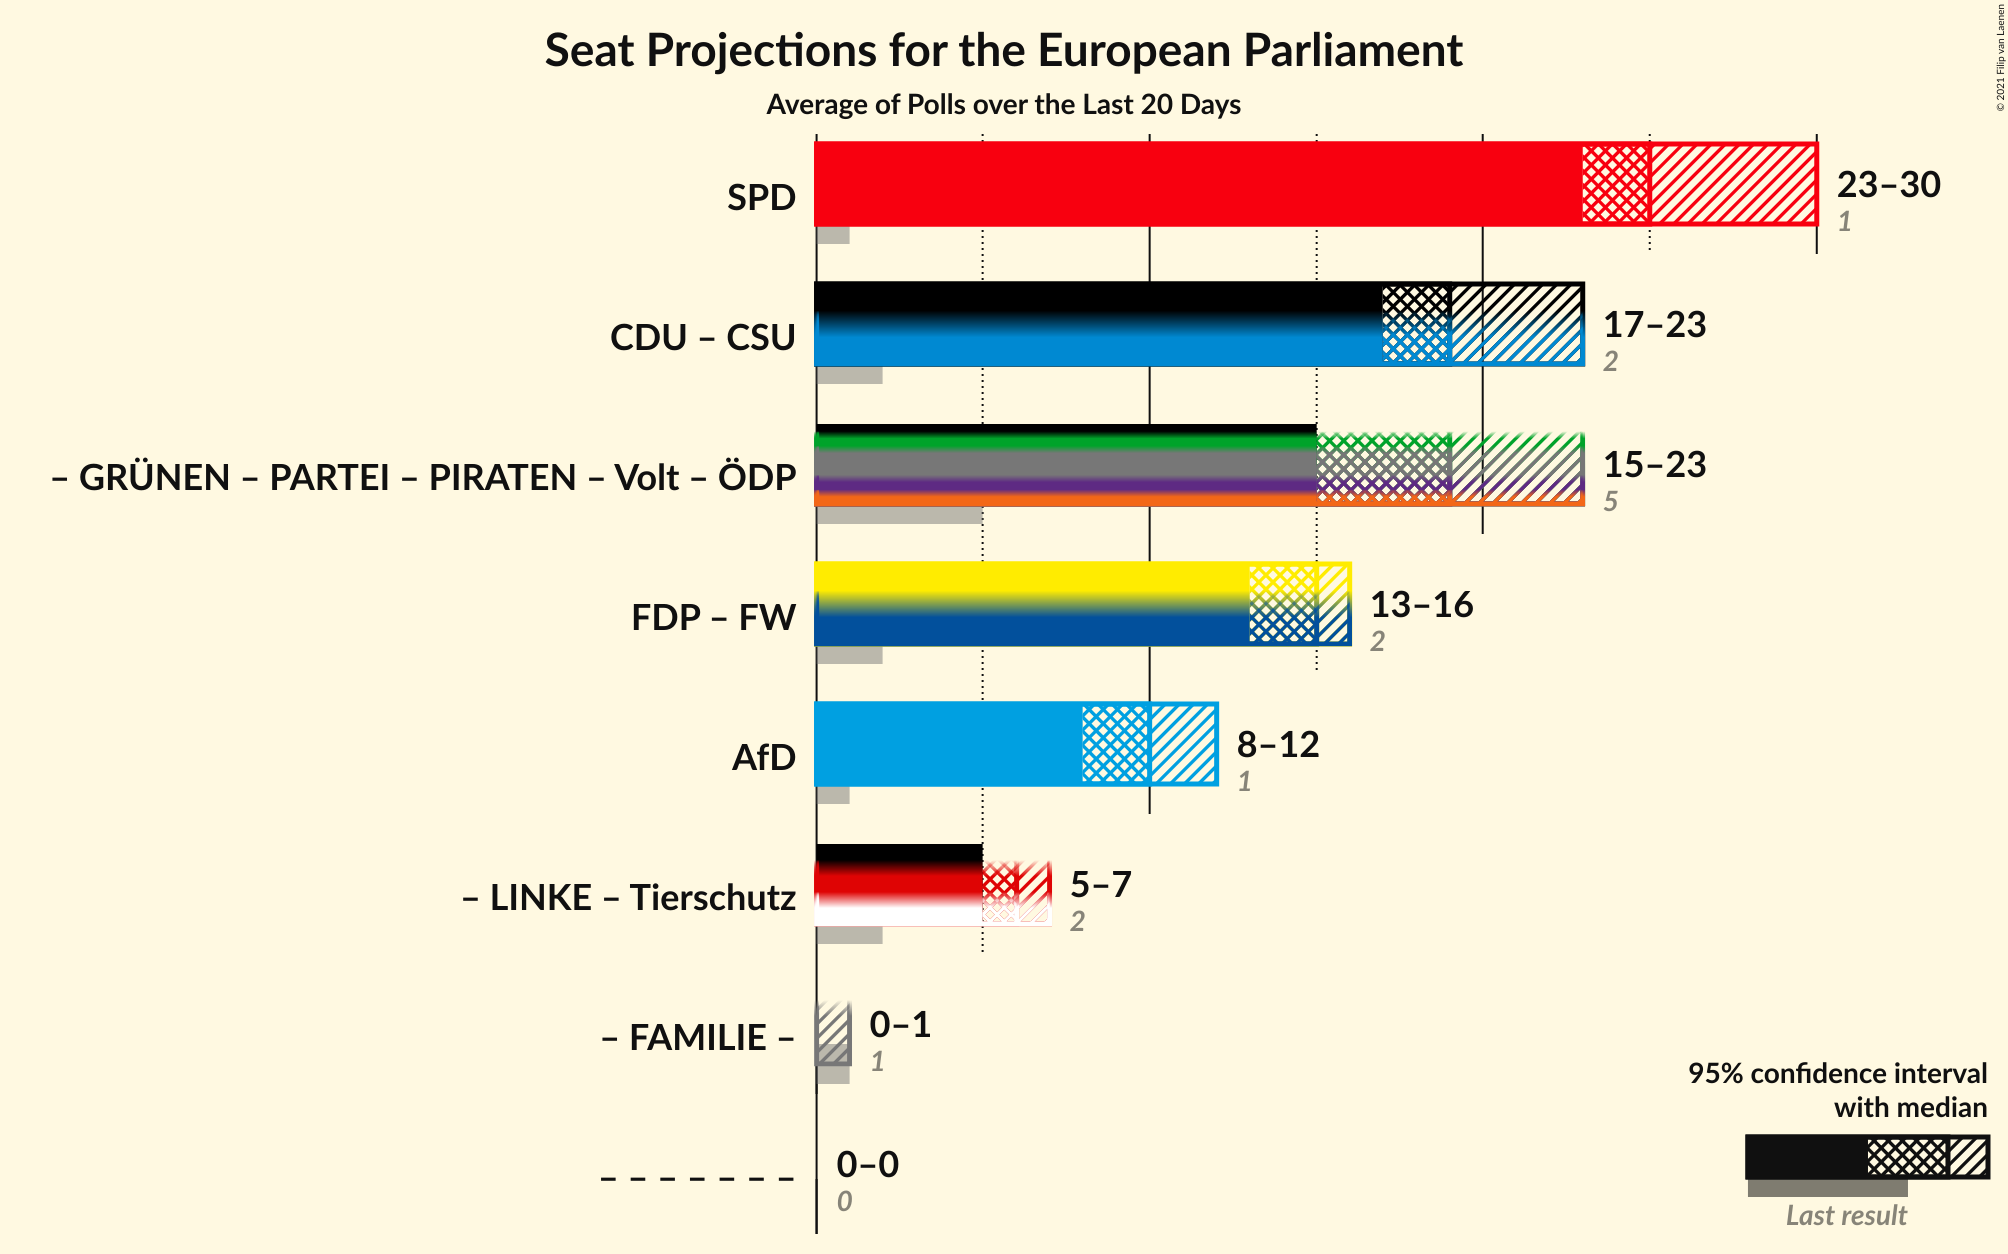 Seat Projections for the European Parliament
Average of Polls over the Last 20 Days
© 2021 Filip van Laenen
SPD
23–30
1
CDU – CSU
17–23
2
– GRÜNEN – PARTEI – PIRATEN – Volt – ÖDP
15–23
5
FDP – FW
13–16
2
AfD
8–12
1
– LINKE – Tierschutz
5–7
2
– FAMILIE –
0–1
1
– – – – – – –
0–0
0
95% confidence interval
with median
Last result